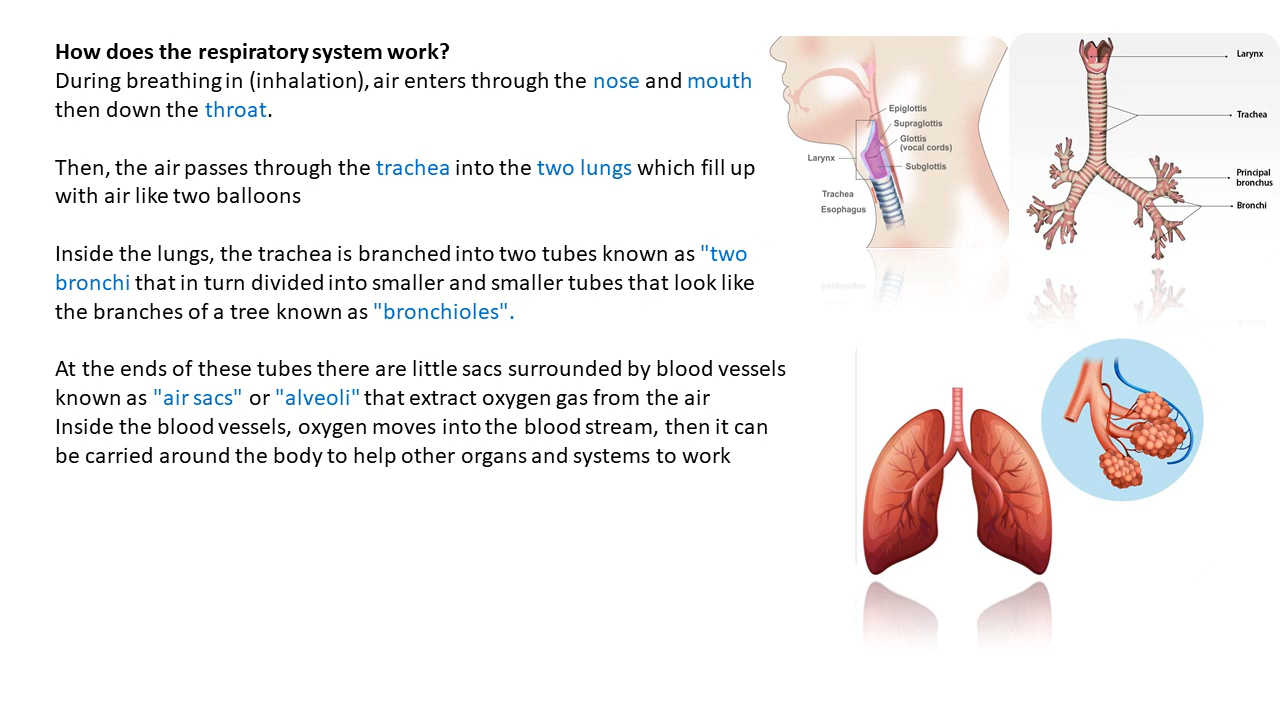 How does the respiratory system work?
During breathing in (inhalation), air enters through the nose and mouth
then down the throat.
Then, the air passes through the trachea into the two lungs which fill up
with air like two balloons
Inside the lungs, the trachea is branched into two tubes known as "two
bronchi that in turn divided into smaller and smaller tubes that look like
the branches of a tree known as "bronchioles".
At the ends of these tubes there are little sacs surrounded by blood vessels
known as "air sacs" or "alveoli" that extract oxygen gas from the air
Inside the blood vessels, oxygen moves into the blood stream, then it can
be carried around the body to help other organs and systems to work
Epiglottis
Supraglottis
Glottis
(vocal cords)
Larynx
Subglottis
Trachea
Esophagus
Larynx
Trachea
Principal
bronchus
Bronchi